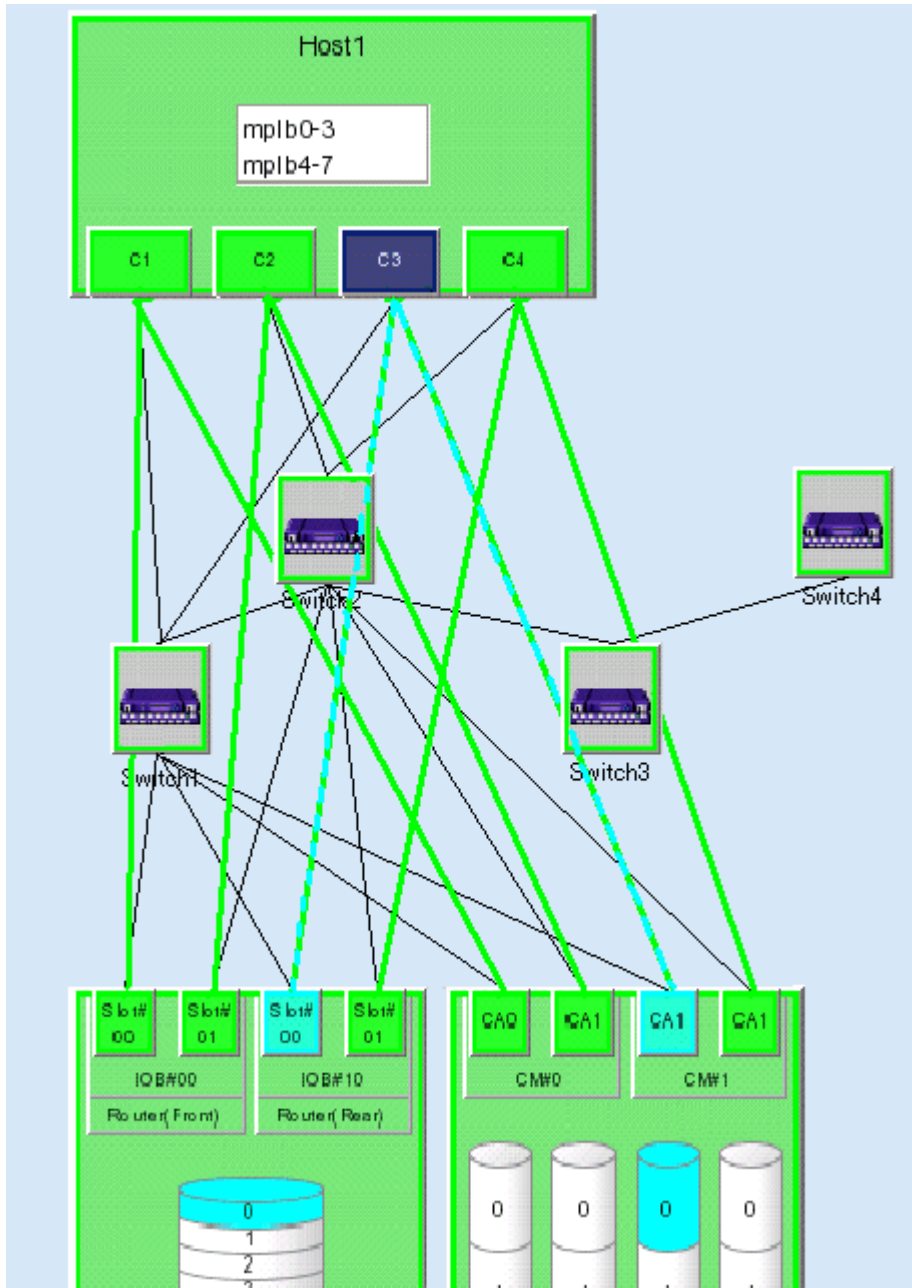 Host1
mplb0-3
mplb4-7
C1 C2 C3 C4
Switch2
Switch4
Switch1
Switch3
Slot# Slot# Slot# Slot#
00 01 00 01
CA0 CA1 CA1 CA1
IOB#00 IOB#10
CM#0 CM#1
Router(Front) Router(Rear)
0 0 0 0
0
1
2